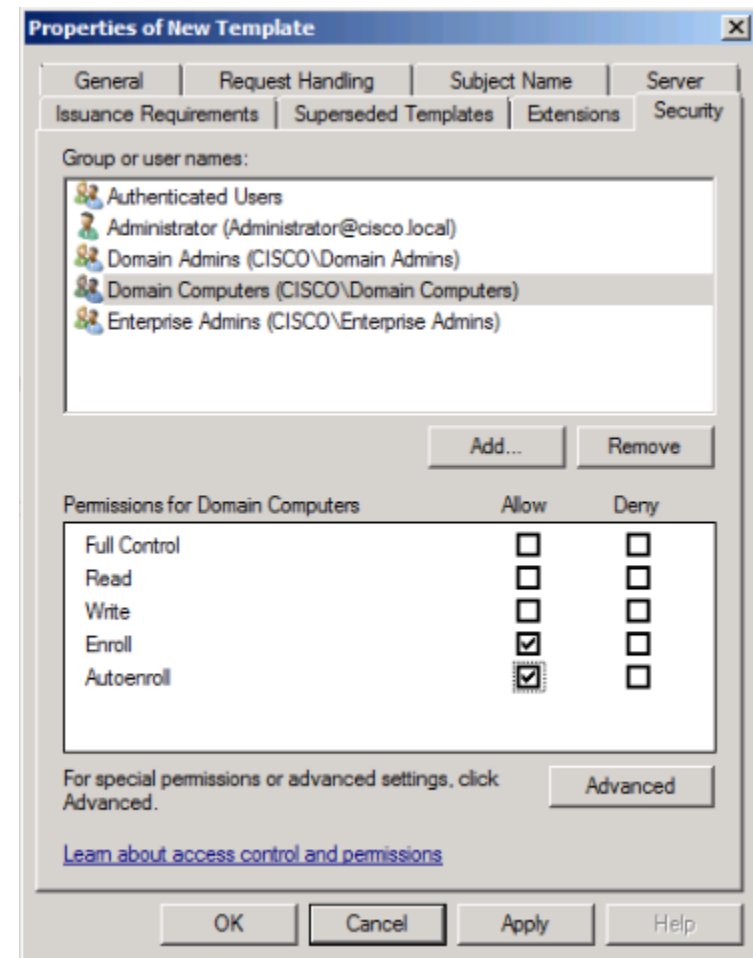 Properties of New Template
General Request Handling Subject Name Server
Issuance Requirements Superseded Templates Extensions Security
Group or user names:
Authenticated Users
Administrator (Administrator@cisco.local)
Domain Admins (CISCO\Domain Admins)
Domain Computers (CISCO\Domain Computers)
Enterprise Admins (CISCO\Enterprise Admins)
Add... Remove
Permissions for Domain Computers Allow Deny
Full Control
Read
Write
Enroll
Autoenroll
For special permissions or advanced settings, click
Advanced.
Advanced
Learn about access control and permissions
OK Cancel Apply Help